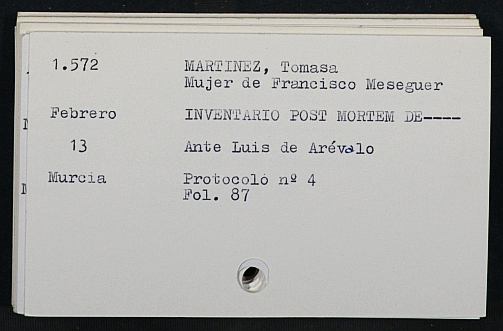 1.572 MARTINEZ, Tomasa
Mujer de Francisco Meseguer
Febrero INVENTARIO POST MORTEM DE----
13 Ante Luis de Arévalo
Murcia Protocolo nº 4
Fol. 87